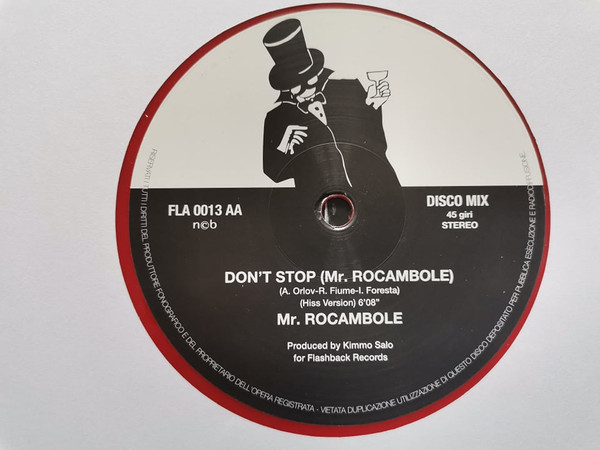 FLA 0013 AA
n©b
DISCO MIX
45 giri
STEREO
DON'T STOP (Mr. ROCAMBOLE)
(A. Orlov-R. Fiume-I. Foresta)
(Hiss Version) 6'08"
Mr. ROCAMBOLE
Produced by Kimmo Salo
for Flashback Records
RISERVATI TUTTI I DIRITTI DEL PRODUTTORE FONOGRAFICO E DEL PROPRIETARIO DELL'OPERA REGISTRATA - VIETATA DUPLICAZIONE UTILIZZAZIONE DI QUESTO DISCO DEPOSITATO PER PUBBLICA ESECUZIONE E RADIODIFFUSIONE